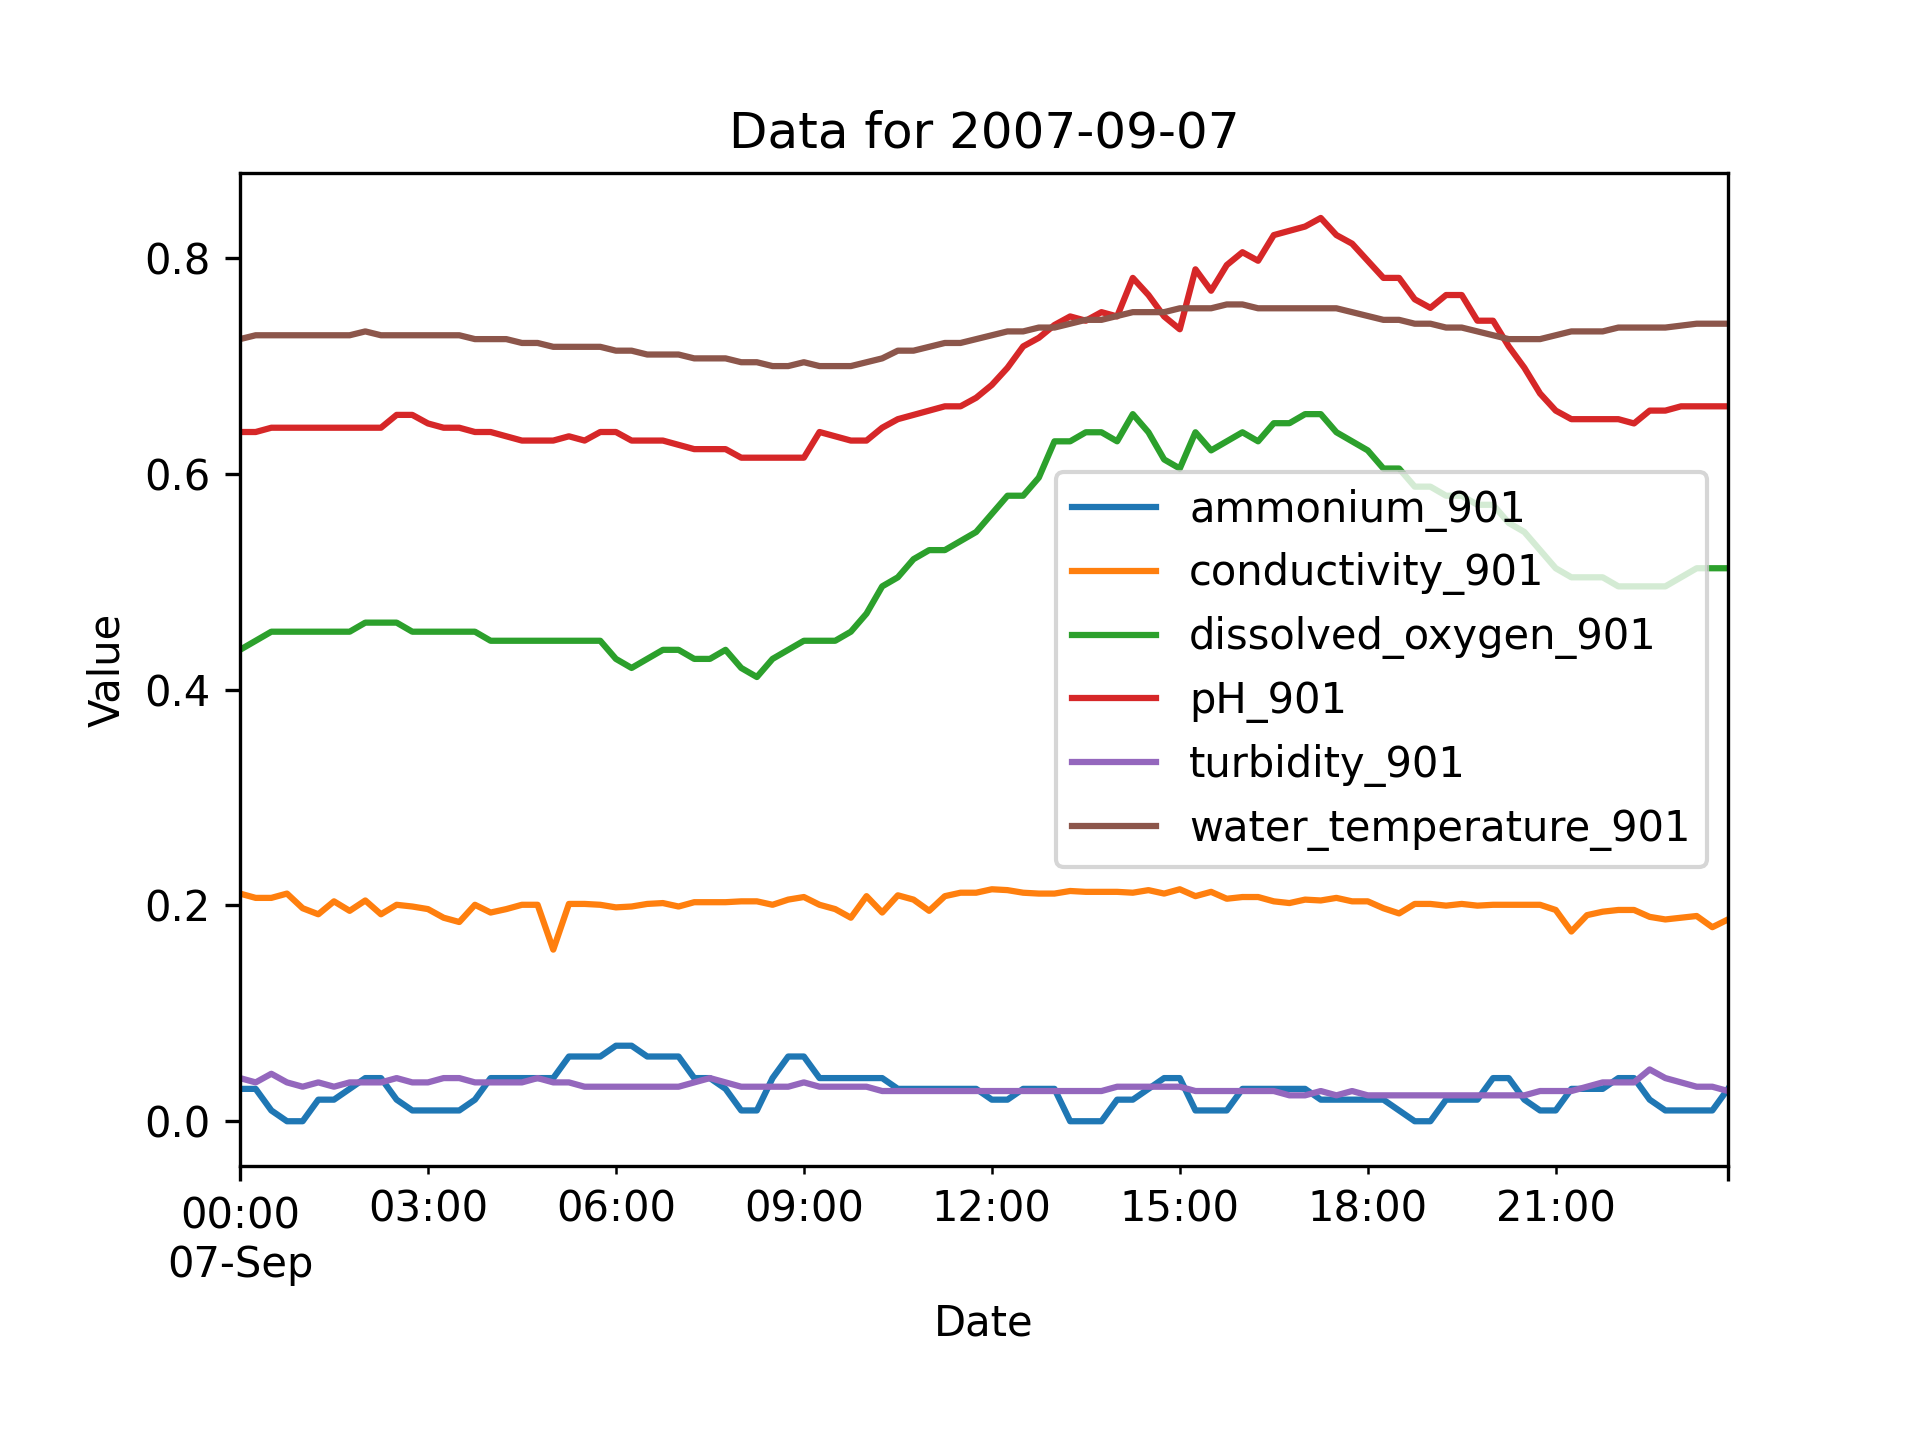 Data for 2007-09-07
Value
0.8
0.6
0.4
0.2
0.0
ammonium_901
conductivity_901
dissolved_oxygen_901
pH_901
turbidity_901
water_temperature_901
00:00
07-Sep
03:00
06:00
09:00
12:00
15:00
18:00
21:00
Date